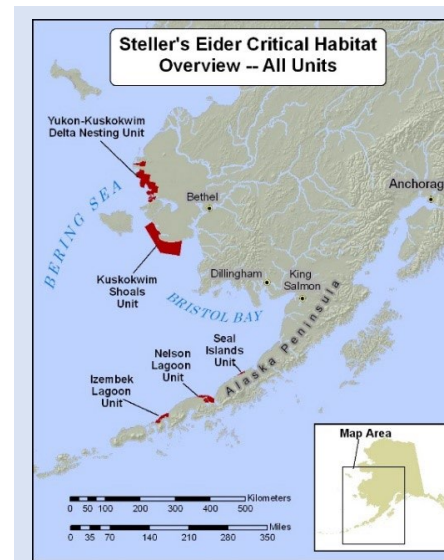 Steller's Eider Critical Habitat
Overview -- All Units
Yukon-Kuskokwim
Delta Nesting Unit
Anchorag
Bethel
BERING SEA
Kuskokwim
Shoals
Unit
Dillingham
King
Salmon
BRISTOL BAY
Alaska Peninsula
Seal
Islands
Unit
Nelson
Lagoon
Unit
Izembek
Lagoon
Unit
Map Area
Kilometers
0 50 100 200 300 400 500
Miles
0 35 70 140 210 280 350